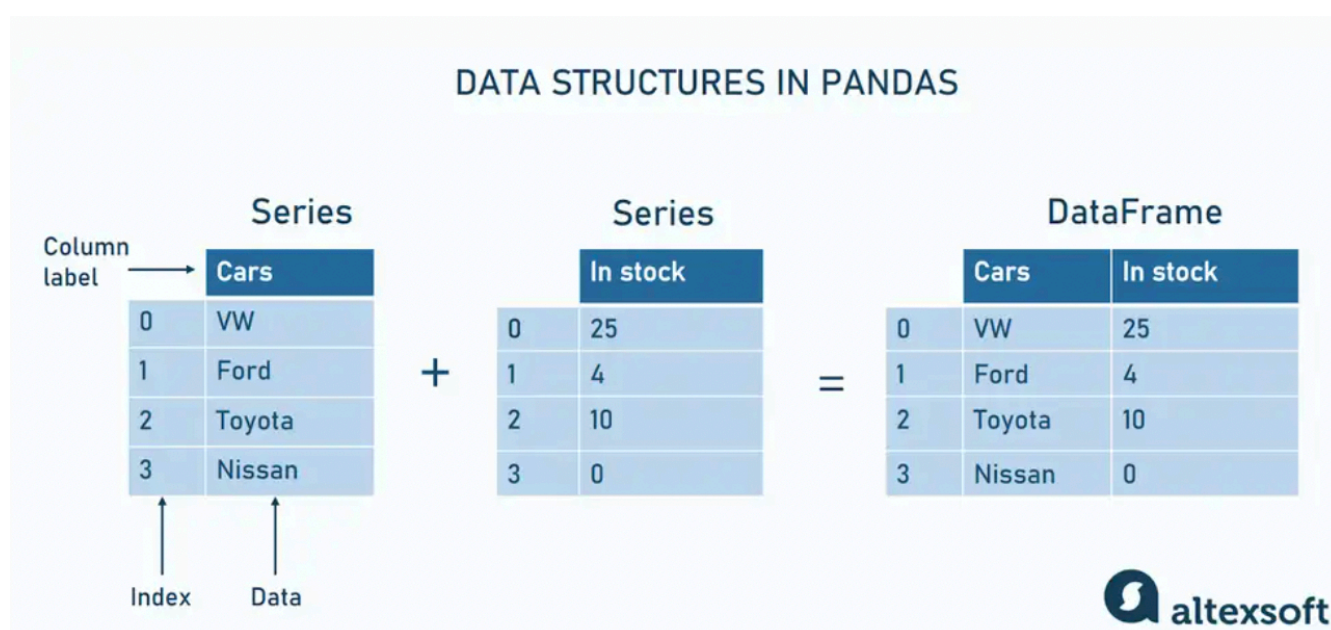 DATA STRUCTURES IN PANDAS
Series
Column
label
Cars
0 VW
1 Ford
2 Toyota
3 Nissan
Index Data
+
Series
In stock
0 25
1 4
2 10
3 0
=
DataFrame
Cars In stock
0 VW 25
1 Ford 4
2 Toyota 10
3 Nissan 0
altexsoft